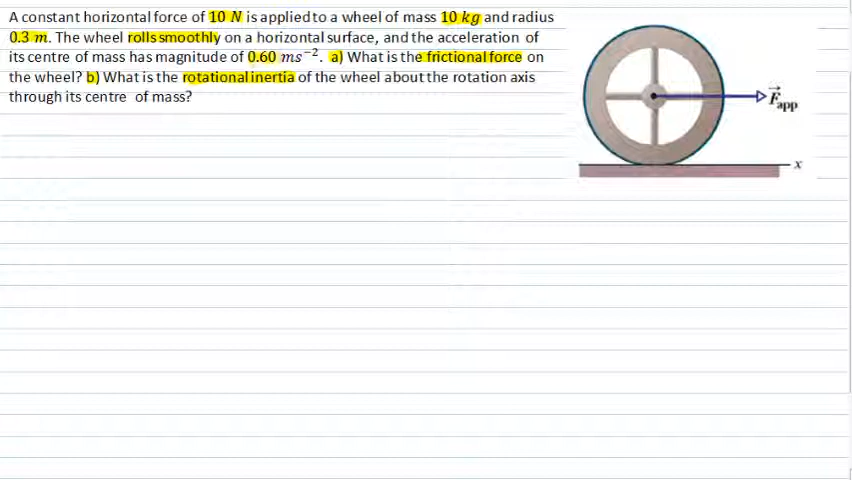 A constant horizontal force of 10 N is applied to a wheel of mass 10 kg and radius
0.3 m. The wheel rolls smoothly on a horizontal surface, and the acceleration of
its centre of mass has magnitude of 0.60 ms⁻². a) What is the frictional force on
the wheel? b) What is the rotational inertia of the wheel about the rotation axis
through its centre of mass?
F⃗app
x